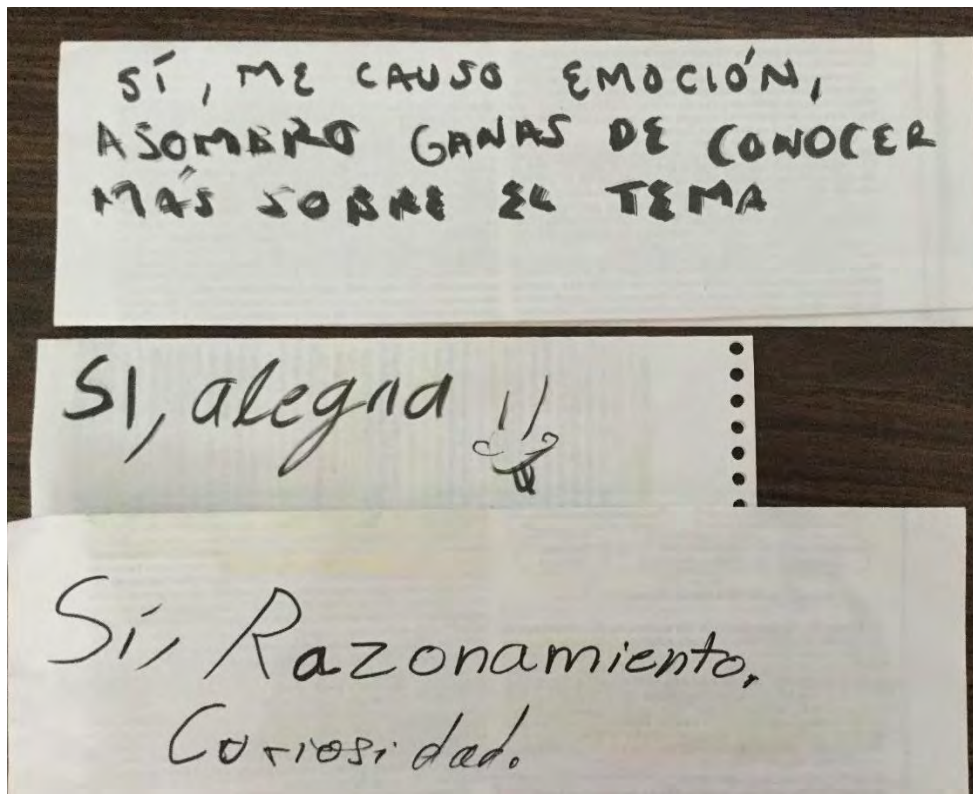 SÍ, ME CAUSO EMOCIÓN,
ASOMBRO GANAS DE CONOCER
MÁS SOBRE EL TEMA
SI, alegria
Sí, Razonamiento,
Curiosidad.